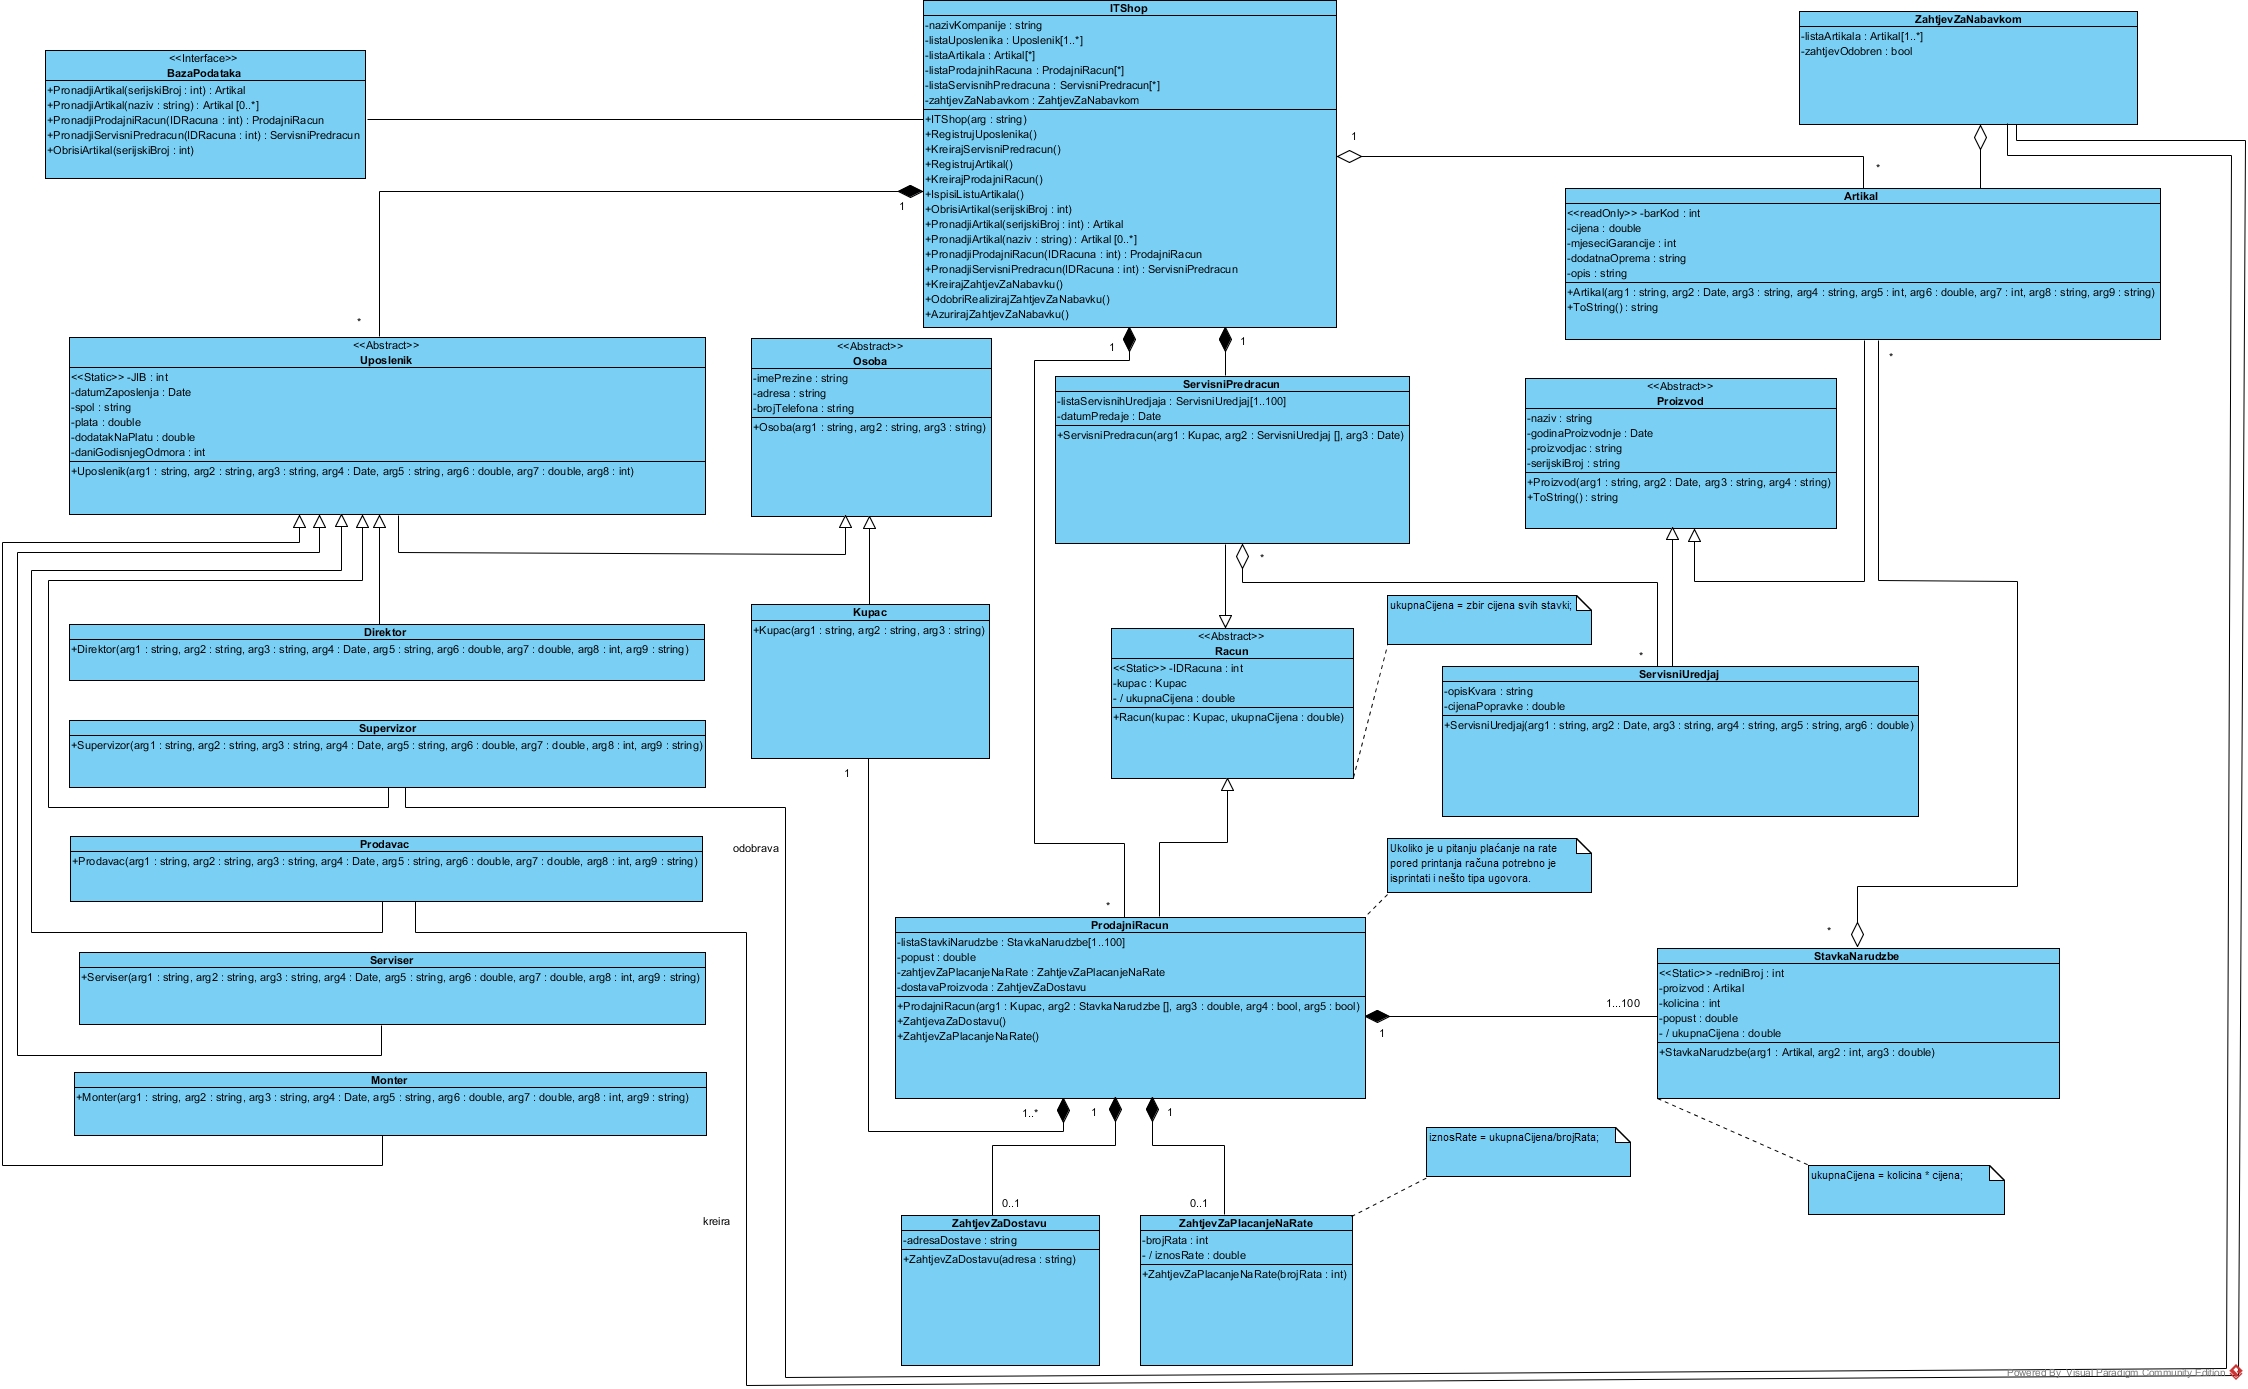 ITShop
-nazivKompanije : string
-listaUposlenika : Uposlenik[1..*]
-listaArtikala : Artikal[*]
-listaProdajnihRacuna : ProdajniRacun[*]
-listaServisnihPredracuna : ServisniPredracun[*]
-zahtjevZaNabavkom : ZahtjevZaNabavkom
+ITShop(arg : string)
+RegistrujUposlenika()
+KreirajServisniPredracun()
+RegistrujArtikal()
+KreirajProdajniRacun()
+IspisiListuArtikala()
+ObrisiArtikal(serijskiBroj : int)
+PronadjiArtikal(serijskiBroj : int) : Artikal
+PronadjiArtikal(naziv : string) : Artikal [0..*]
+PronadjiProdajniRacun(IDRacuna : int) : ProdajniRacun
+PronadjiServisniPredracun(IDRacuna : int) : ServisniPredracun
+KreirajZahtjevZaNabavku()
+OdobriRealizirajZahtjevZaNabavku()
+AzurirajZahtjevZaNabavku()
ZahtjevZaNabavkom
-listaArtikala : Artikal[1..*]
-zahtjevOdobren : bool
<<Interface>>
BazaPodataka
+PronadjiArtikal(serijskiBroj : int) : Artikal
+PronadjiArtikal(naziv : string) : Artikal [0..*]
+PronadjiProdajniRacun(IDRacuna : int) : ProdajniRacun
+PronadjiServisniPredracun(IDRacuna : int) : ServisniPredracun
+ObrisiArtikal(serijskiBroj : int)
1
*
1
*
Artikal
<<readOnly>> -barKod : int
-cijena : double
-mjeseciGarancije : int
-dodatnaOprema : string
-opis : string
+Artikal(arg1 : string, arg2 : Date, arg3 : string, arg4 : string, arg5 : int, arg6 : double, arg7 : int, arg8 : string, arg9 : string)
+ToString() : string
<<Abstract>>
Uposlenik
<<Static>> -JIB : int
-datumZaposlenja : Date
-spol : string
-plata : double
-dodatakNaPlatu : double
-daniGodisnjegOdmora : int
+Uposlenik(arg1 : string, arg2 : string, arg3 : string, arg4 : Date, arg5 : string, arg6 : double, arg7 : double, arg8 : int)
<<Abstract>>
Osoba
-imePrezine : string
-adresa : string
-brojTelefona : string
+Osoba(arg1 : string, arg2 : string, arg3 : string)
1
1
ServisniPredracun
-listaServisnihUredjaja : ServisniUredjaj[1..100]
-datumPredaje : Date
+ServisniPredracun(arg1 : Kupac, arg2 : ServisniUredjaj [], arg3 : Date)
*
<<Abstract>>
Proizvod
-naziv : string
-godinaProizvodnje : Date
-proizvodjac : string
-serijskiBroj : string
+Proizvod(arg1 : string, arg2 : Date, arg3 : string, arg4 : string)
+ToString() : string
*
Kupac
+Kupac(arg1 : string, arg2 : string, arg3 : string)
1
<<Abstract>>
Racun
<<Static>> -IDRacuna : int
-kupac : Kupac
- / ukupnaCijena : double
+Racun(kupac : Kupac, ukupnaCijena : double)
ukupnaCijena = zbir cijena svih stavki;
*
ServisniUredjaj
-opisKvara : string
-cijenaPopravke : double
+ServisniUredjaj(arg1 : string, arg2 : Date, arg3 : string, arg4 : string, arg5 : string, arg6 : double)
Direktor
+Direktor(arg1 : string, arg2 : string, arg3 : string, arg4 : Date, arg5 : string, arg6 : double, arg7 : double, arg8 : int, arg9 : string)
Supervizor
+Supervizor(arg1 : string, arg2 : string, arg3 : string, arg4 : Date, arg5 : string, arg6 : double, arg7 : double, arg8 : int, arg9 : string)
Prodavac
+Prodavac(arg1 : string, arg2 : string, arg3 : string, arg4 : Date, arg5 : string, arg6 : double, arg7 : double, arg8 : int, arg9 : string)
odobrava
Serviser
+Serviser(arg1 : string, arg2 : string, arg3 : string, arg4 : Date, arg5 : string, arg6 : double, arg7 : double, arg8 : int, arg9 : string)
Monter
+Monter(arg1 : string, arg2 : string, arg3 : string, arg4 : Date, arg5 : string, arg6 : double, arg7 : double, arg8 : int, arg9 : string)
kreira
Ukoliko je u pitanju plaćanje na rate
pored printanja računa potrebno je
isprintati i nešto tipa ugovora.
*
ProdajniRacun
-listaStavkiNarudzbe : StavkaNarudzbe[1..100]
-popust : double
-zahtjevZaPlacanjeNaRate : ZahtjevZaPlacanjeNaRate
-dostavaProizvoda : ZahtjevZaDostavu
+ProdajniRacun(arg1 : Kupac, arg2 : StavkaNarudzbe [], arg3 : double, arg4 : bool, arg5 : bool)
+ZahtjevaZaDostavu()
+ZahtjevZaPlacanjeNaRate()
1
1...100
*
StavkaNarudzbe
<<Static>> -redniBroj : int
-proizvod : Artikal
-kolicina : int
-popust : double
- / ukupnaCijena : double
+StavkaNarudzbe(arg1 : Artikal, arg2 : int, arg3 : double)
1..*
1
1
0..1
0..1
ZahtjevZaDostavu
-adresaDostave : string
+ZahtjevZaDostavu(adresa : string)
ZahtjevZaPlacanjeNaRate
-brojRata : int
- / iznosRate : double
+ZahtjevZaPlacanjeNaRate(brojRata : int)
iznosRate = ukupnaCijena/brojRata;
ukupnaCijena = kolicina * cijena;
Powered By Visual Paradigm Community Edition